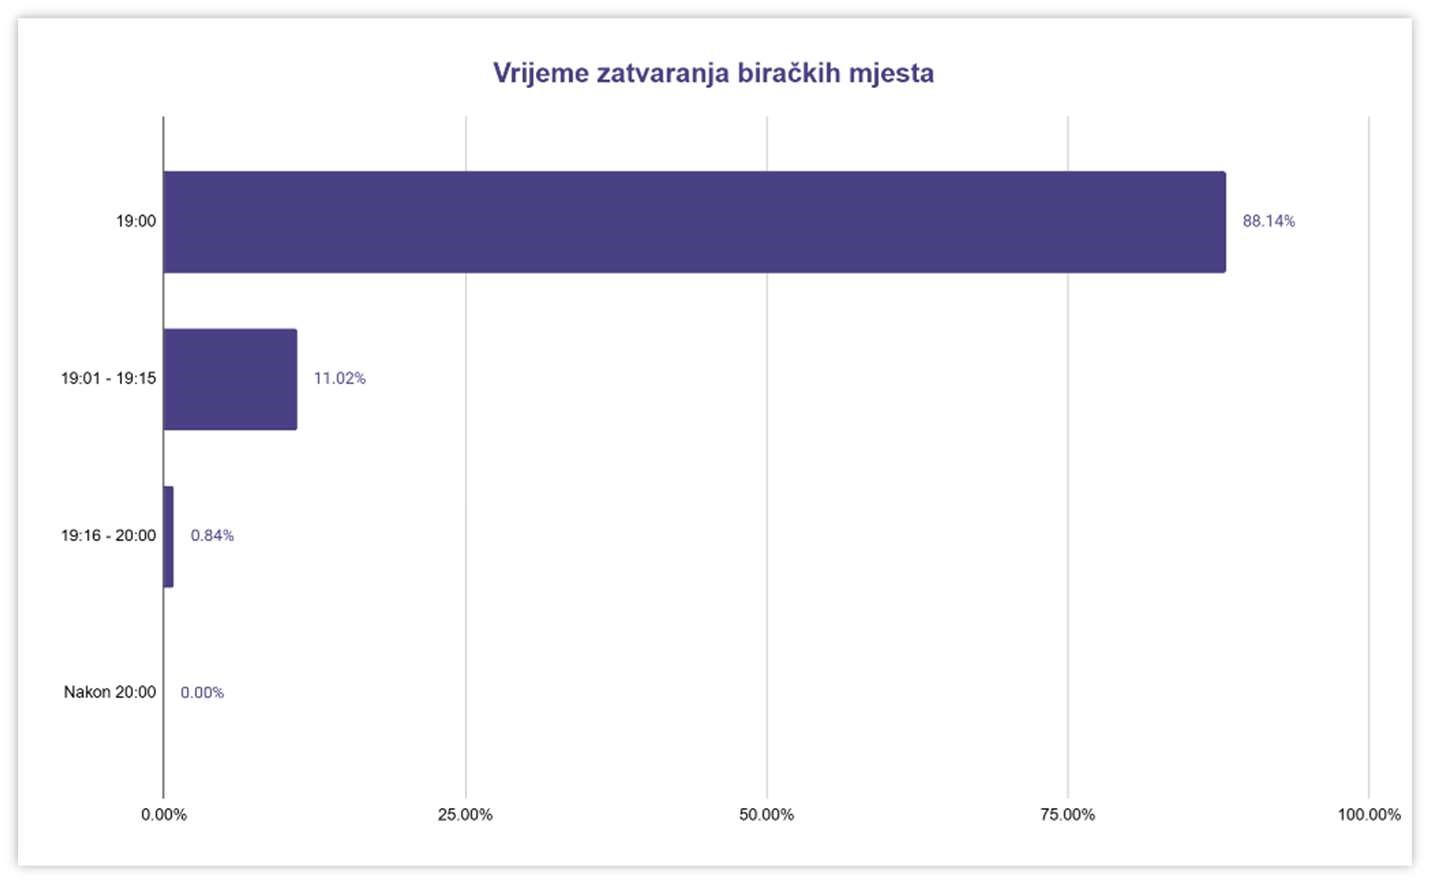 Vrijeme zatvaranja biračkih mjesta
19:00
88.14%
19:01 - 19:15
11.02%
19:16 - 20:00
0.84%
Nakon 20:00
0.00%
0.00%
25.00%
50.00%
75.00%
100.00%